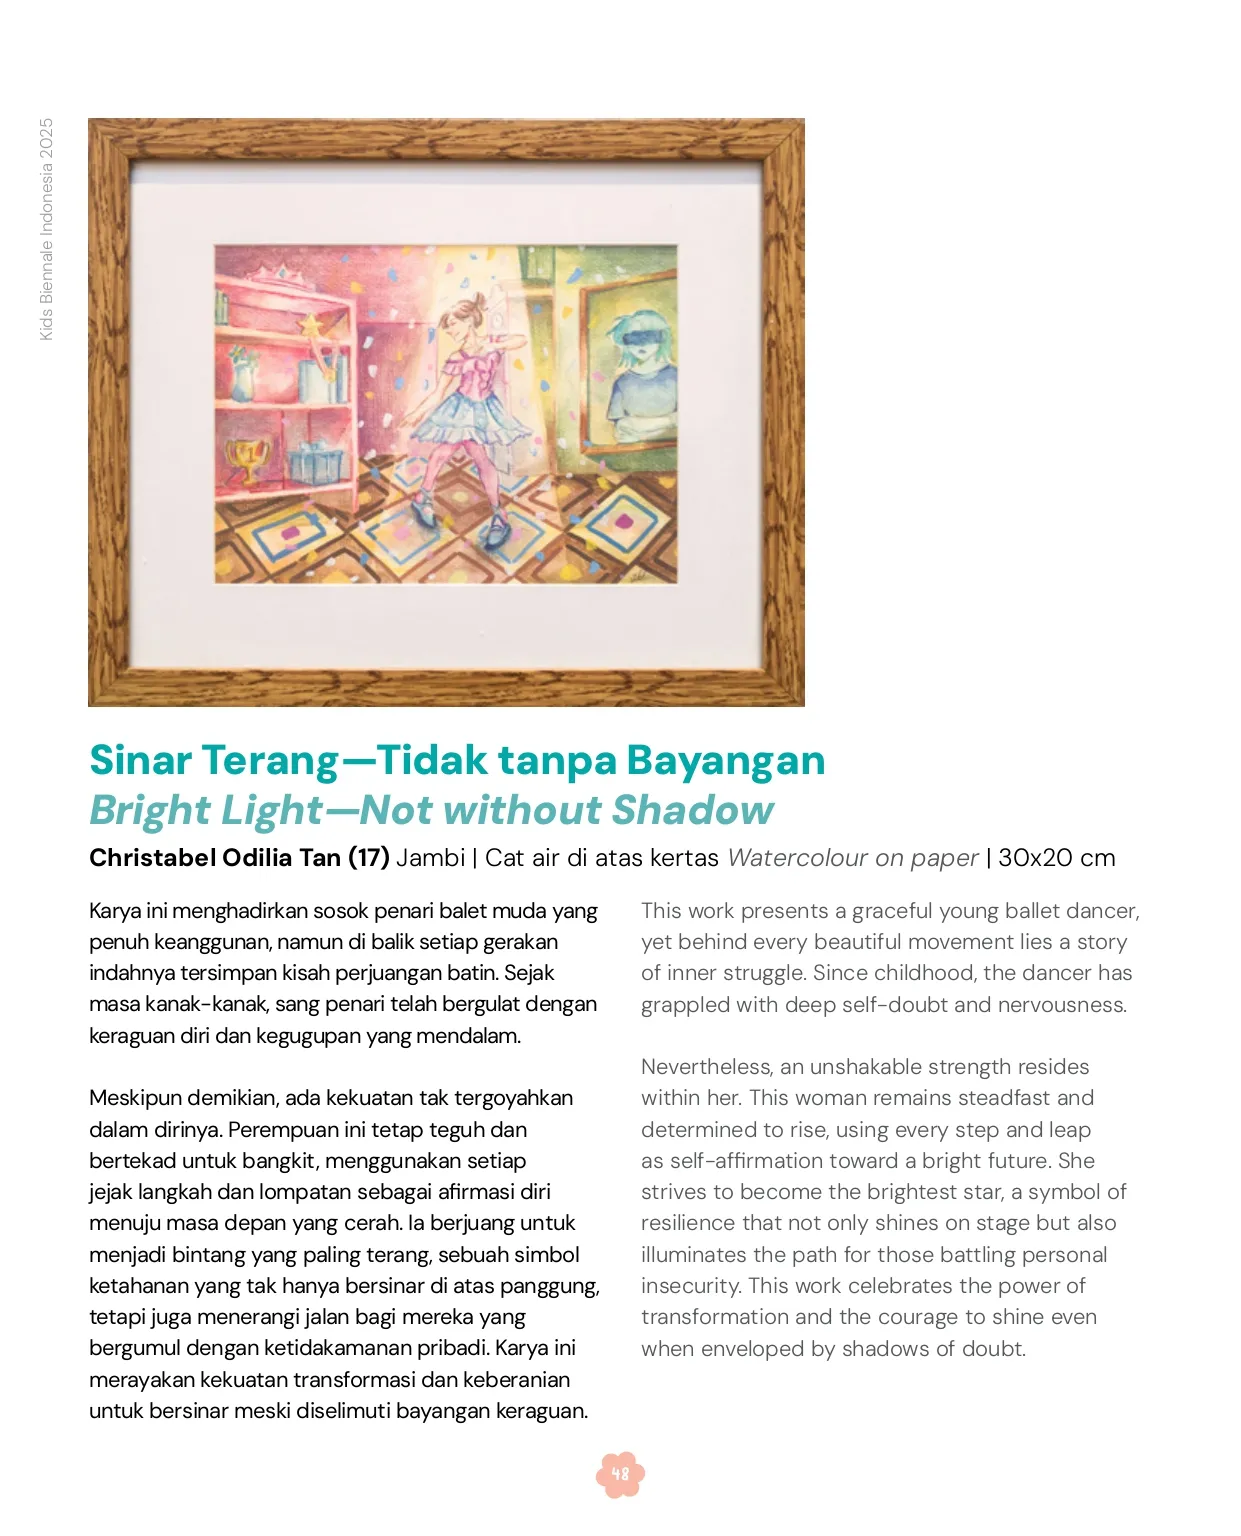 Kids Biennale Indonesia 2025
Sinar Terang—Tidak tanpa Bayangan
Bright Light—Not without Shadow
Christabel Odilia Tan (17) Jambi | Cat air di atas kertas Watercolour on paper | 30x20 cm
Karya ini menghadirkan sosok penari balet muda yang
penuh keanggunan, namun di balik setiap gerakan
indahnya tersimpan kisah perjuangan batin. Sejak
masa kanak-kanak, sang penari telah bergulat dengan
keraguan diri dan kegugupan yang mendalam.
Meskipun demikian, ada kekuatan tak tergoyahkan
dalam dirinya. Perempuan ini tetap teguh dan
bertekad untuk bangkit, menggunakan setiap
jejak langkah dan lompatan sebagai afirmasi diri
menuju masa depan yang cerah. Ia berjuang untuk
menjadi bintang yang paling terang, sebuah simbol
ketahanan yang tak hanya bersinar di atas panggung,
tetapi juga menerangi jalan bagi mereka yang
bergumul dengan ketidakamanan pribadi. Karya ini
merayakan kekuatan transformasi dan keberanian
untuk bersinar meski diselimuti bayangan keraguan.
This work presents a graceful young ballet dancer,
yet behind every beautiful movement lies a story
of inner struggle. Since childhood, the dancer has
grappled with deep self-doubt and nervousness.
Nevertheless, an unshakable strength resides
within her. This woman remains steadfast and
determined to rise, using every step and leap
as self-affirmation toward a bright future. She
strives to become the brightest star, a symbol of
resilience that not only shines on stage but also
illuminates the path for those battling personal
insecurity. This work celebrates the power of
transformation and the courage to shine even
when enveloped by shadows of doubt.
48